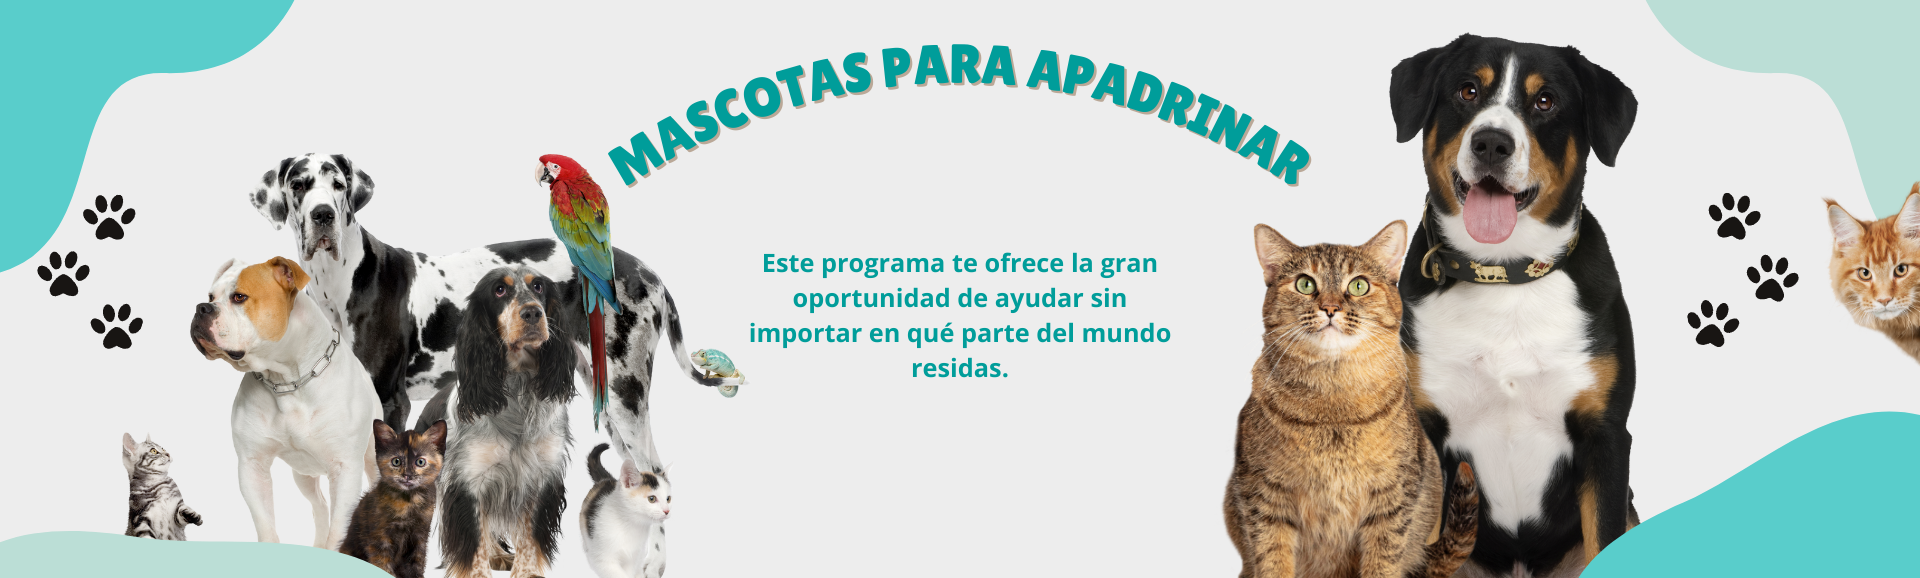 MASCOTAS PARA APADRINAR
Este programa te ofrece la gran
oportunidad de ayudar sin
importar en qué parte del mundo
residas.